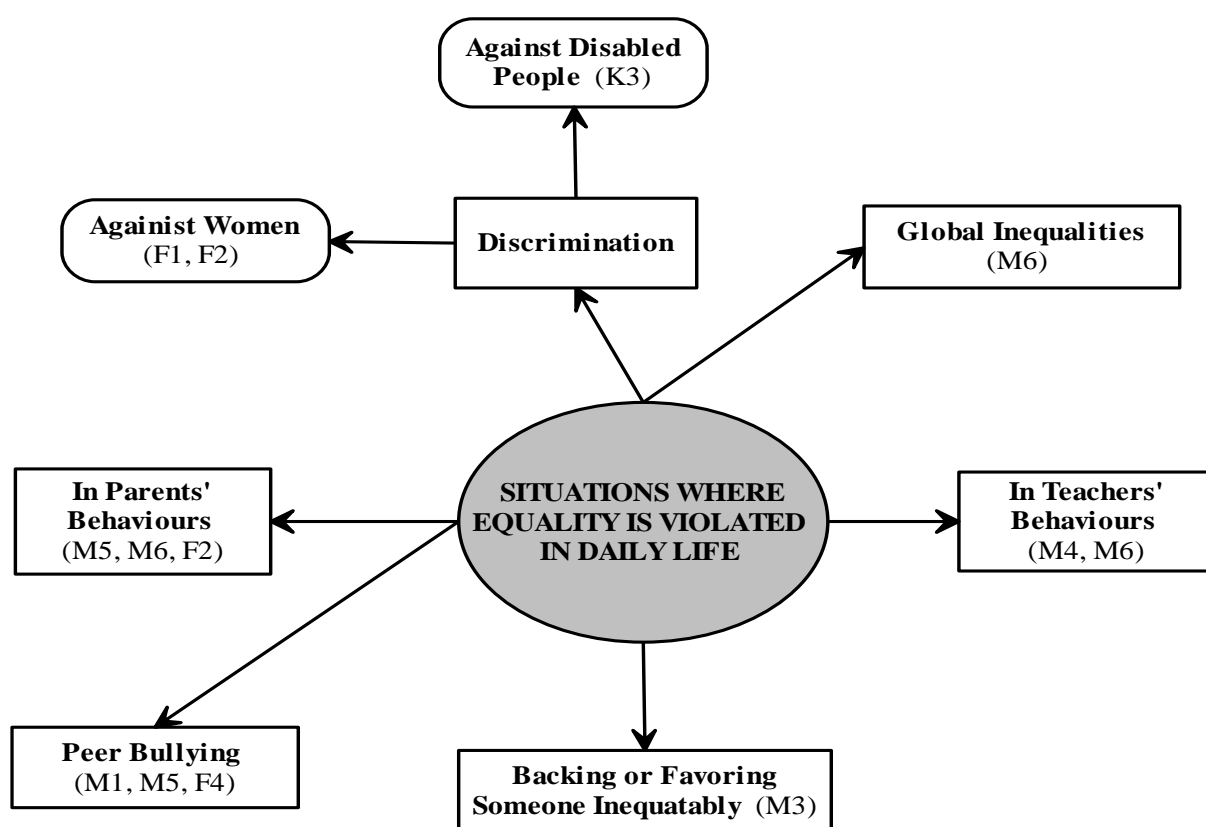 Against Disabled
People (K3)
Againist Women
(F1, F2)
Discrimination
Global Inequalities
(M6)
In Parents'
Behaviours
(M5, M6, F2)
SITUATIONS WHERE
EQUALITY IS VIOLATED
IN DAILY LIFE
In Teachers'
Behaviours
(M4, M6)
Peer Bullying
(M1, M5, F4)
Backing or Favoring
Someone Inequatably (M3)